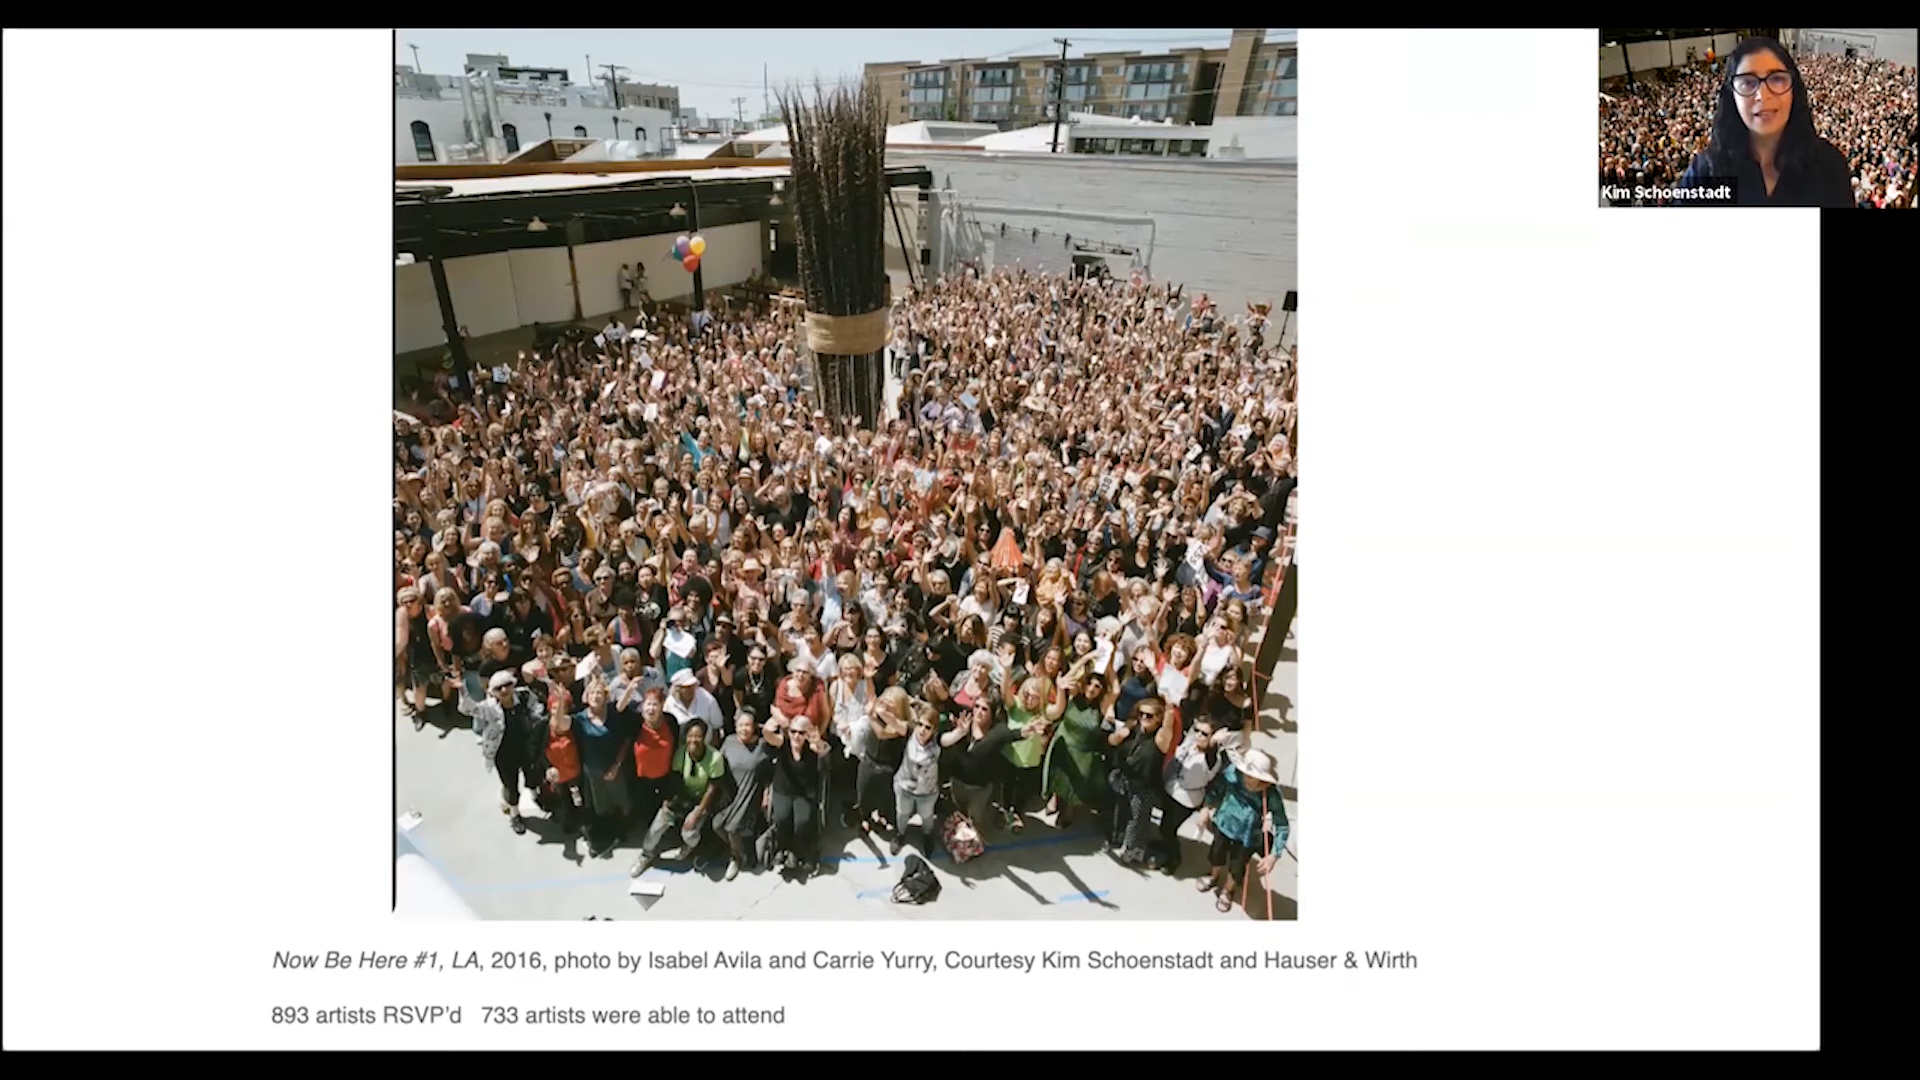 Kim Schoenstadt
Now Be Here #1, LA, 2016, photo by Isabel Avila and Carrie Yurry, Courtesy Kim Schoenstadt and Hauser & Wirth
893 artists RSVP'd 733 artists were able to attend